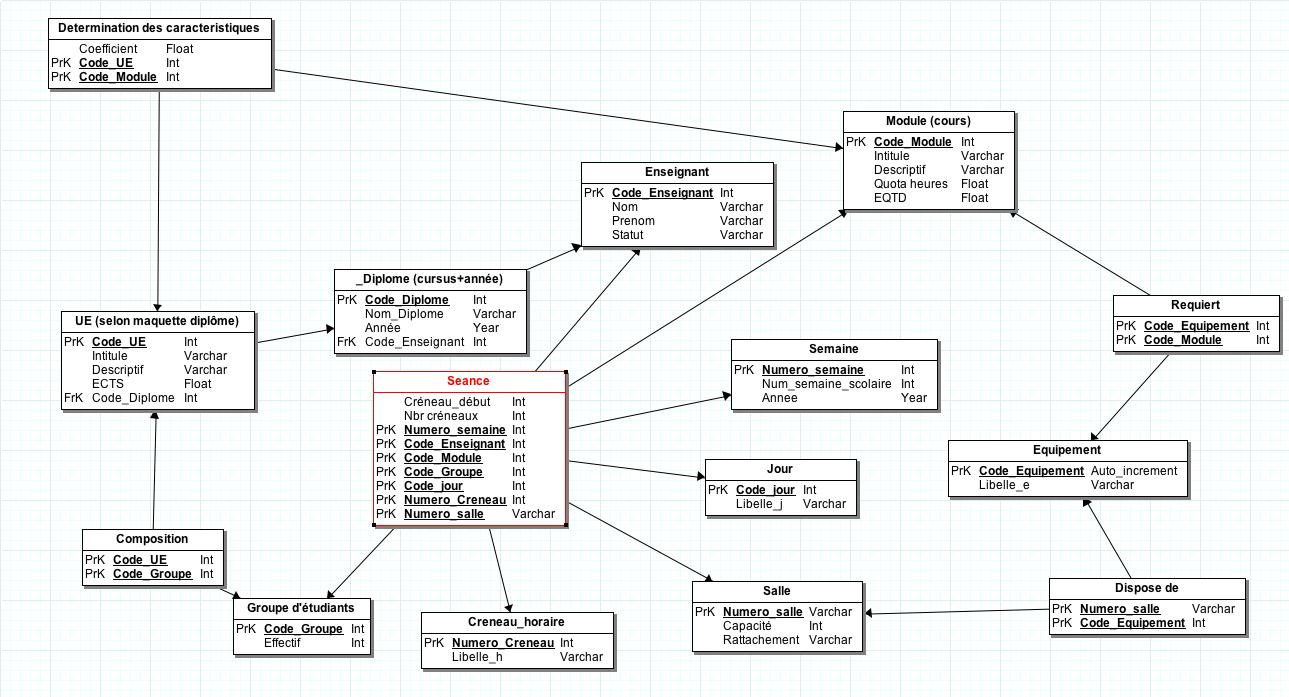 Determination des caracteristiques
Coefficient Float
PrK Code_UE Int
PrK Code_Module Int
Module (cours)
PrK Code_Module Int
Intitule Varchar
Descriptif Varchar
Quota heures Float
EQTD Float
Enseignant
PrK Code_Enseignant Int
Nom Varchar
Prenom Varchar
Statut Varchar
_Diplome (cursus+année)
PrK Code_Diplome Int
Nom_Diplome Varchar
Année Year
FrK Code_Enseignant Int
UE (selon maquette diplôme)
PrK Code_UE Int
Intitule Varchar
Descriptif Varchar
ECTS Float
FrK Code_Diplome Int
Requiert
PrK Code_Equipement Int
PrK Code_Module Int
Semaine
PrK Numero_semaine Int
Num_semaine_scolaire Int
Annee Year
Seance
Créneau_début Int
Nbr créneaux Int
PrK Numero_semaine Int
PrK Code_Enseignant Int
PrK Code_Module Int
PrK Code_Groupe Int
PrK Code_jour Int
PrK Numero_Creneau Int
PrK Numero_salle Varchar
Equipement
PrK Code_Equipement Auto_increment
Libelle_e Varchar
Jour
PrK Code_jour Int
Libelle_j Varchar
Composition
PrK Code_UE Int
PrK Code_Groupe Int
Groupe d'étudiants
PrK Code_Groupe Int
Effectif Int
Creneau_horaire
PrK Numero_Creneau Int
Libelle_h Varchar
Salle
PrK Numero_salle Varchar
Capacité Int
Rattachement Varchar
Dispose de
PrK Numero_salle Varchar
PrK Code_Equipement Int